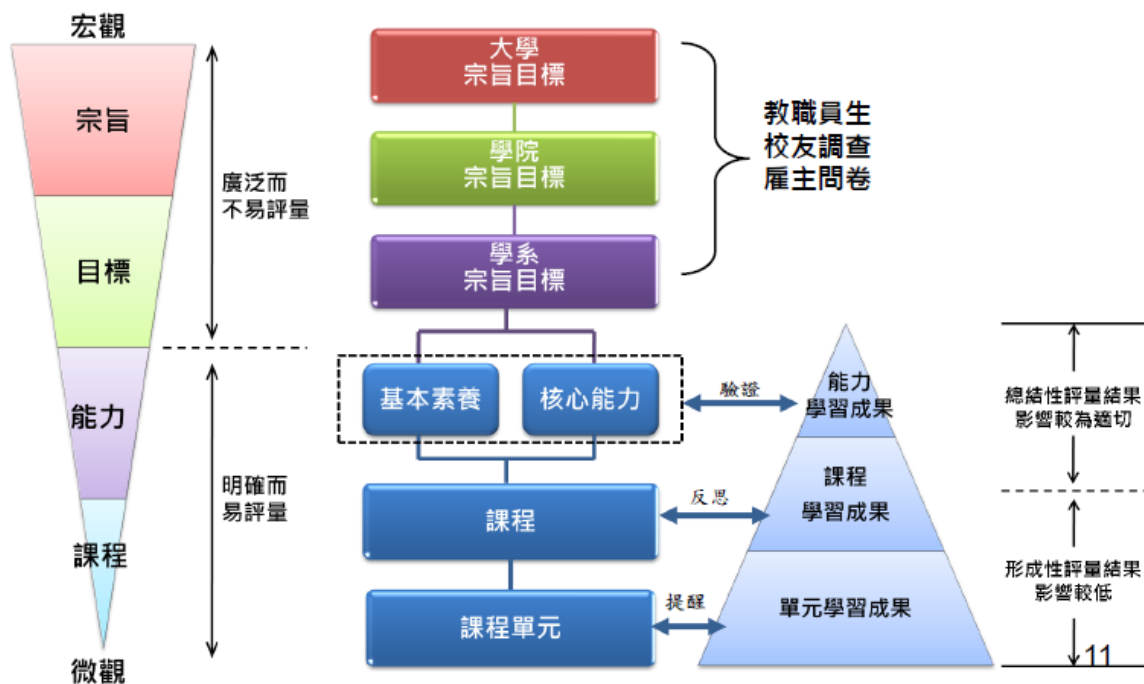 宏觀
宗旨
目標
能力
課程
微觀
廣泛而
不易評量
明確而
易評量
大學
宗旨目標
學院
宗旨目標
學系
宗旨目標
基本素養
核心能力
課程
課程單元
教職員生
校友調查
雇主問卷
驗證
反思
提醒
能力
學習成果
課程
學習成果
單元學習成果
總結性評量結果
影響較為適切
形成性評量結果
影響較低
11